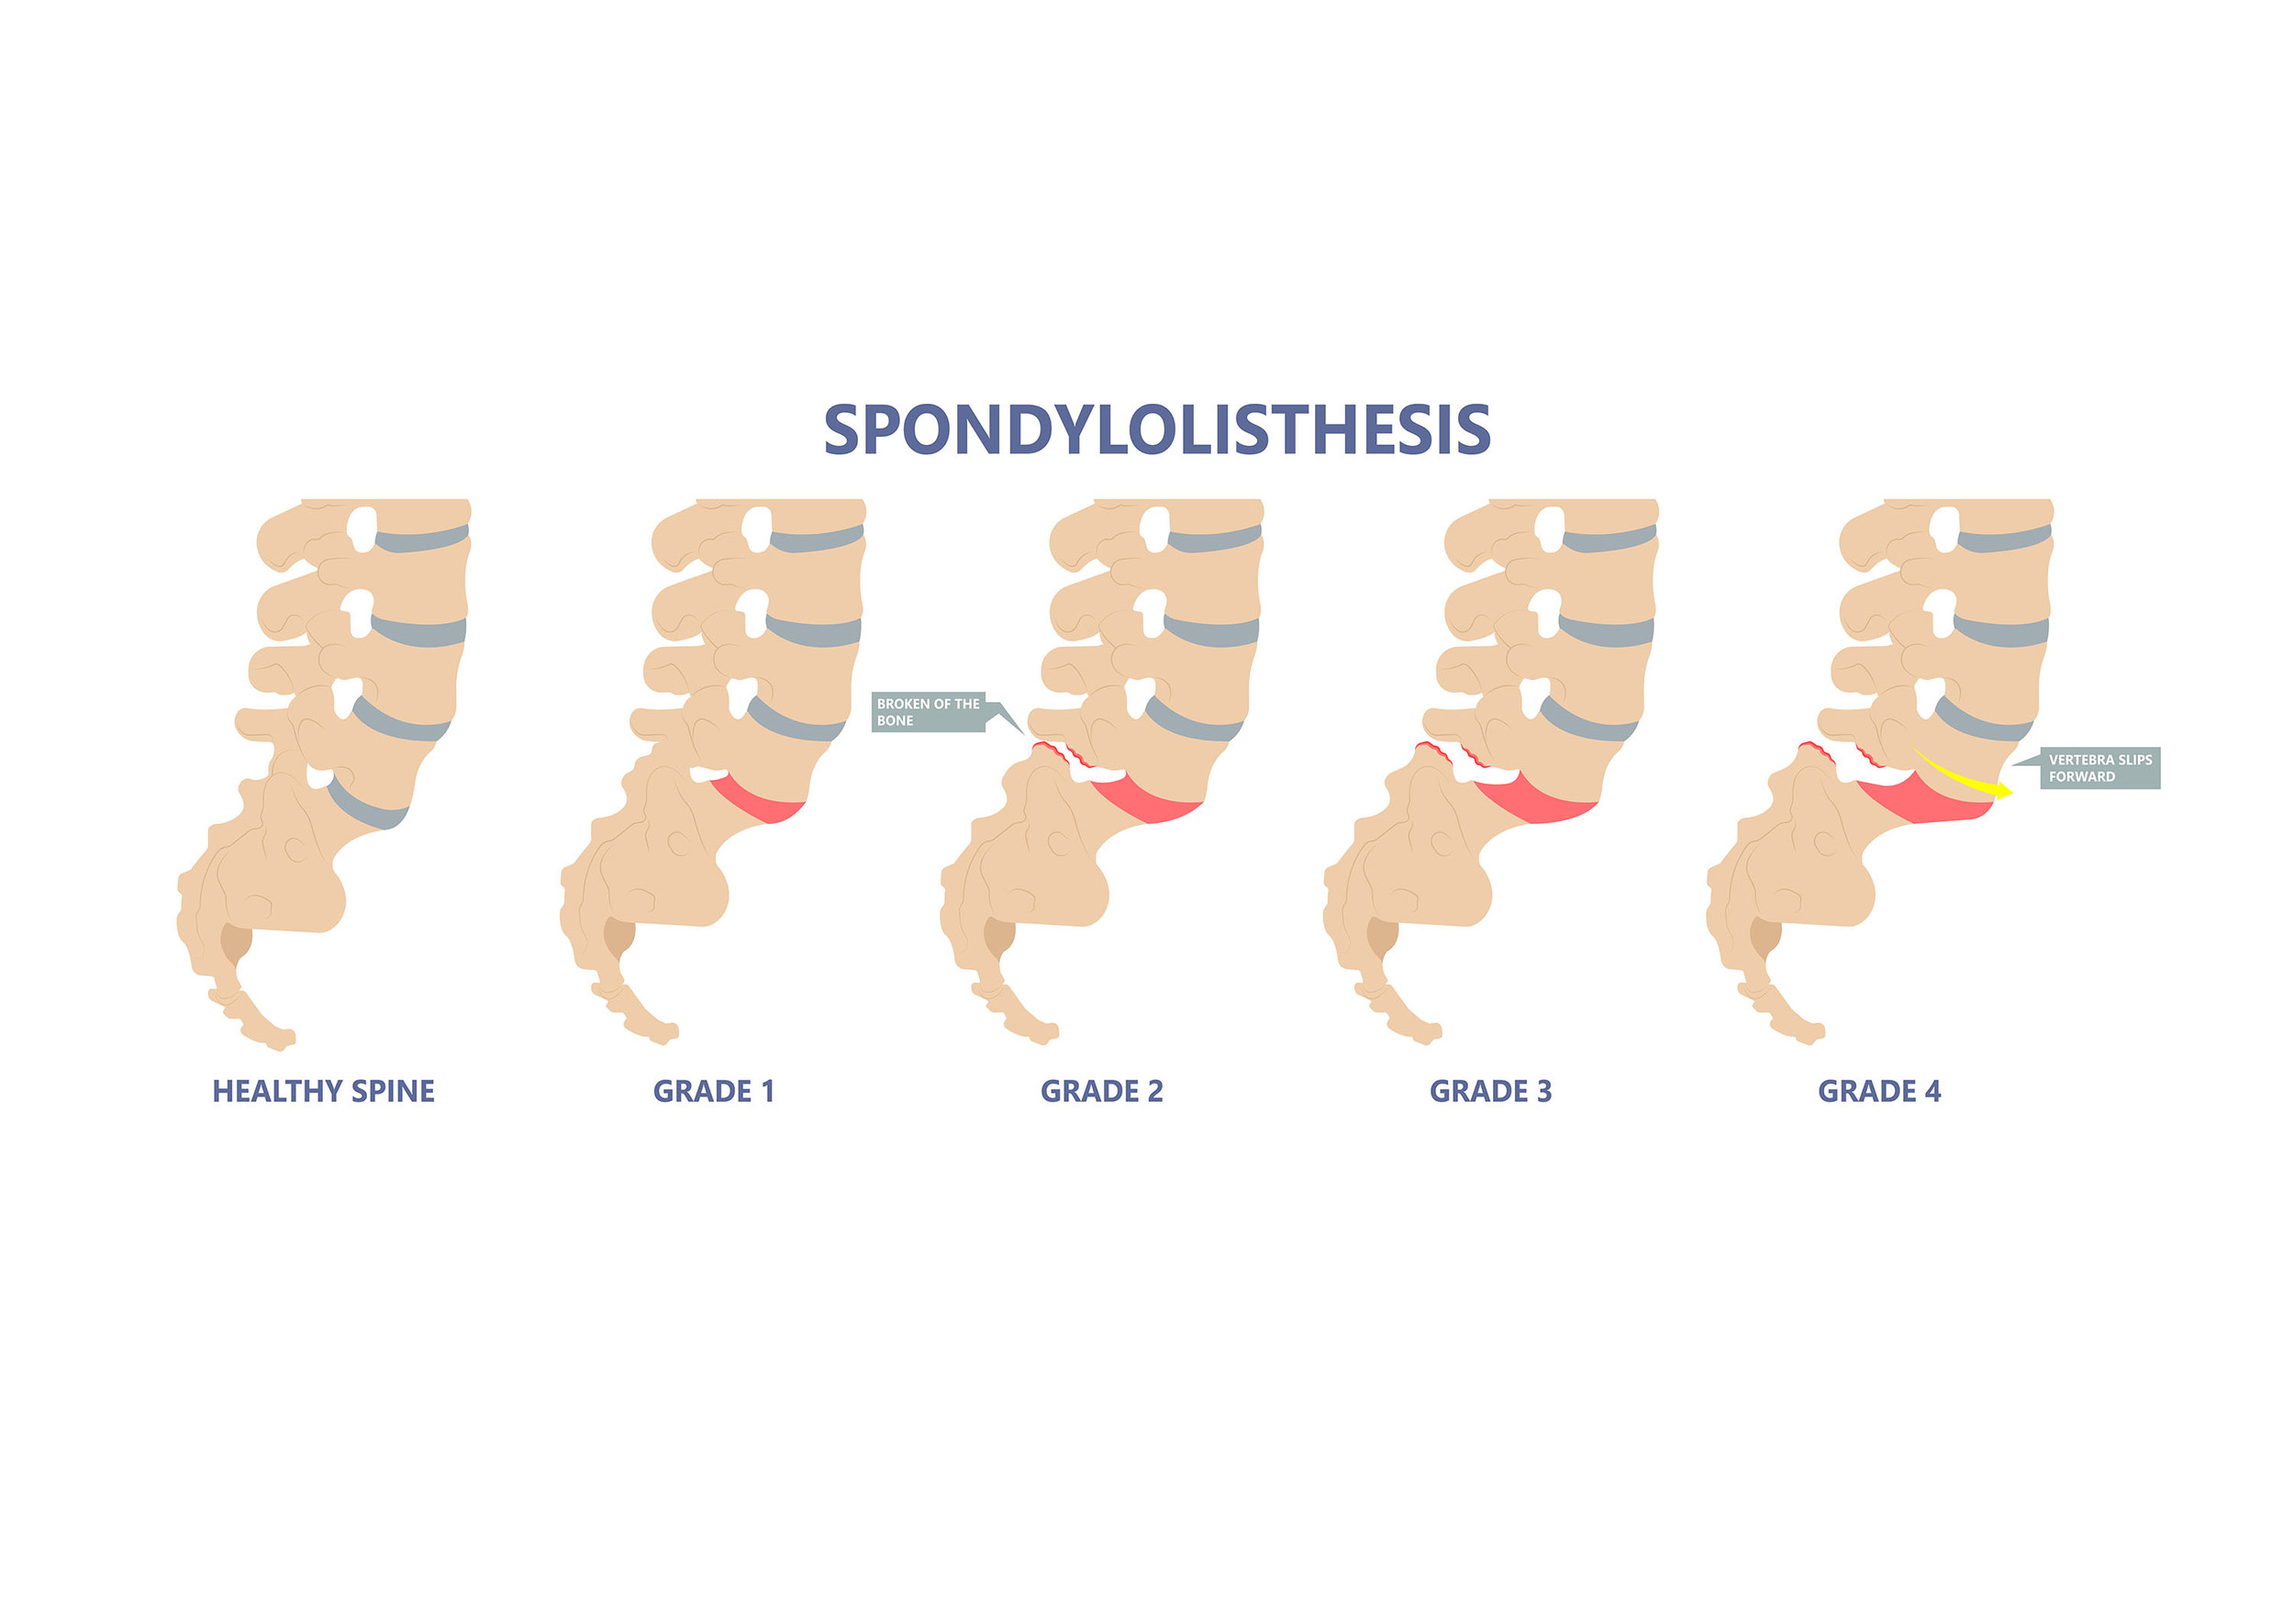 SPONDYLOLISTHESIS
BROKEN OF THE
BONE
VERTEBRA SLIPS
FORWARD
HEALTHY SPINE
GRADE 1
GRADE 2
GRADE 3
GRADE 4